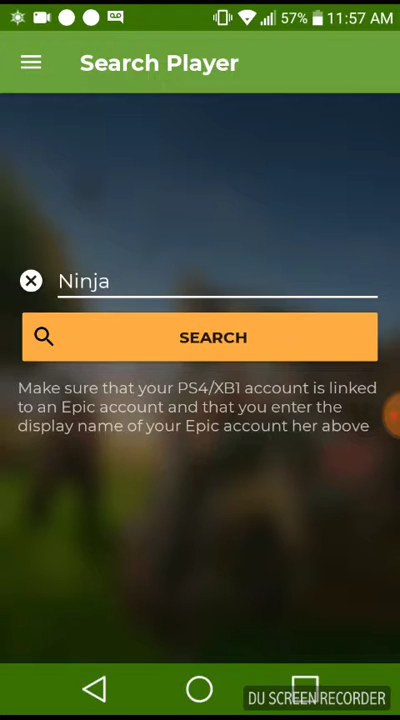 57% 11:57 AM
Search Player
Ninja
SEARCH
Make sure that your PS4/XB1 account is linked
to an Epic account and that you enter the
display name of your Epic account her above
DU SCREEN RECORDER